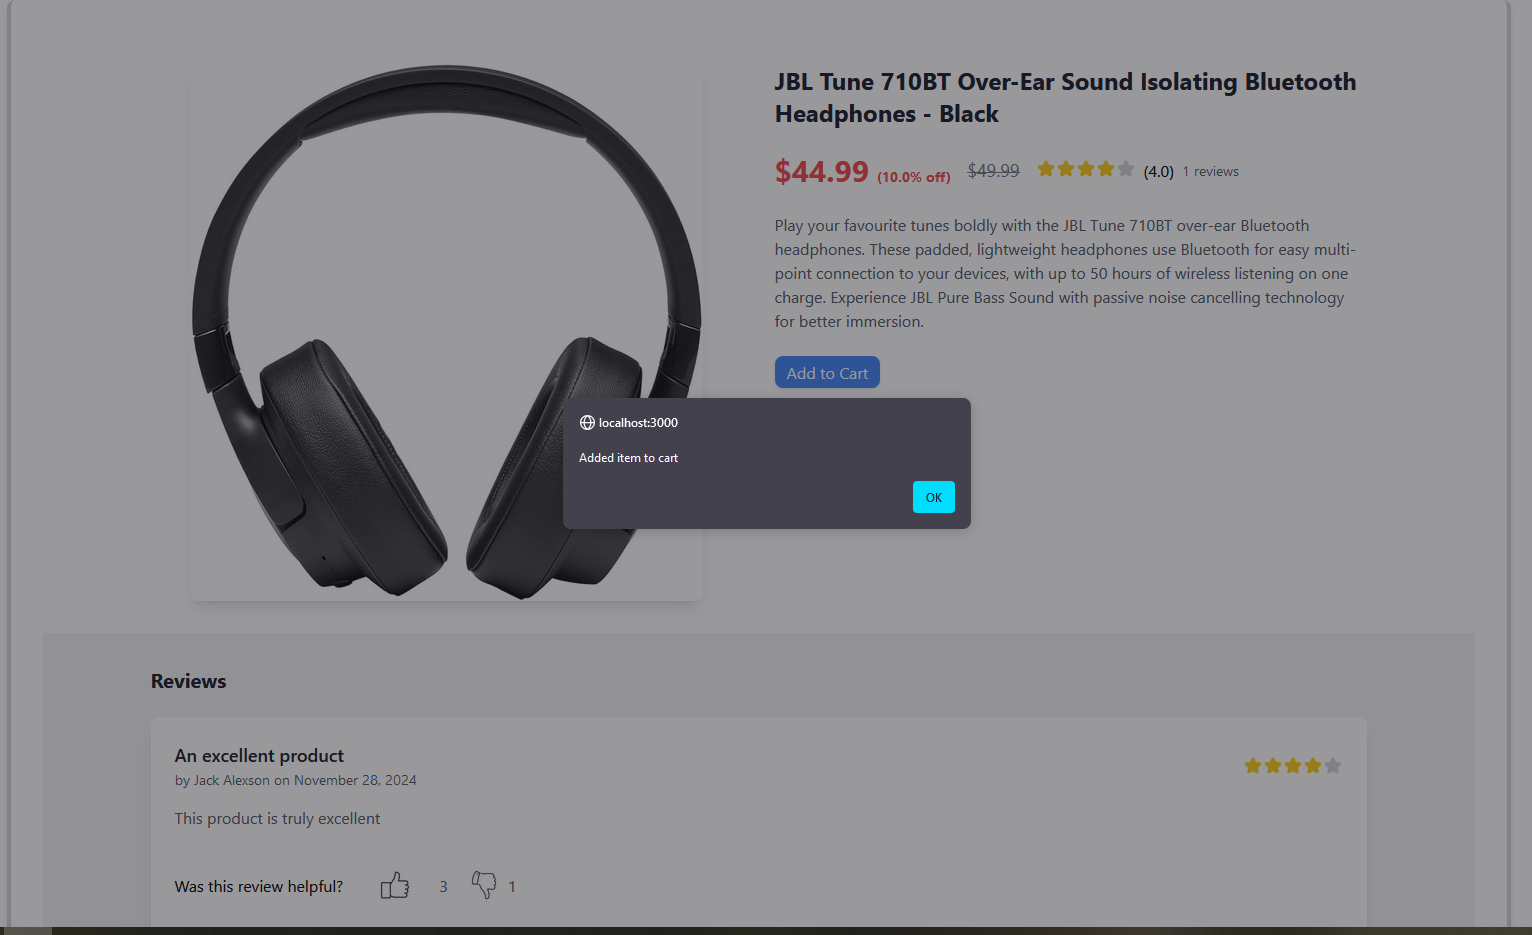 JBL Tune 710BT Over-Ear Sound Isolating Bluetooth
Headphones - Black
$44.99 (10.0% off) $49.99 (4.0) 1 reviews
Play your favourite tunes boldly with the JBL Tune 710BT over-ear Bluetooth
headphones. These padded, lightweight headphones use Bluetooth for easy multi-
point connection to your devices, with up to 50 hours of wireless listening on one
charge. Experience JBL Pure Bass Sound with passive noise cancelling technology
for better immersion.
Add to Cart
localhost:3000
Added item to cart
OK
Reviews
An excellent product
by Jack Alexson on November 28, 2024
This product is truly excellent
Was this review helpful? 3 1